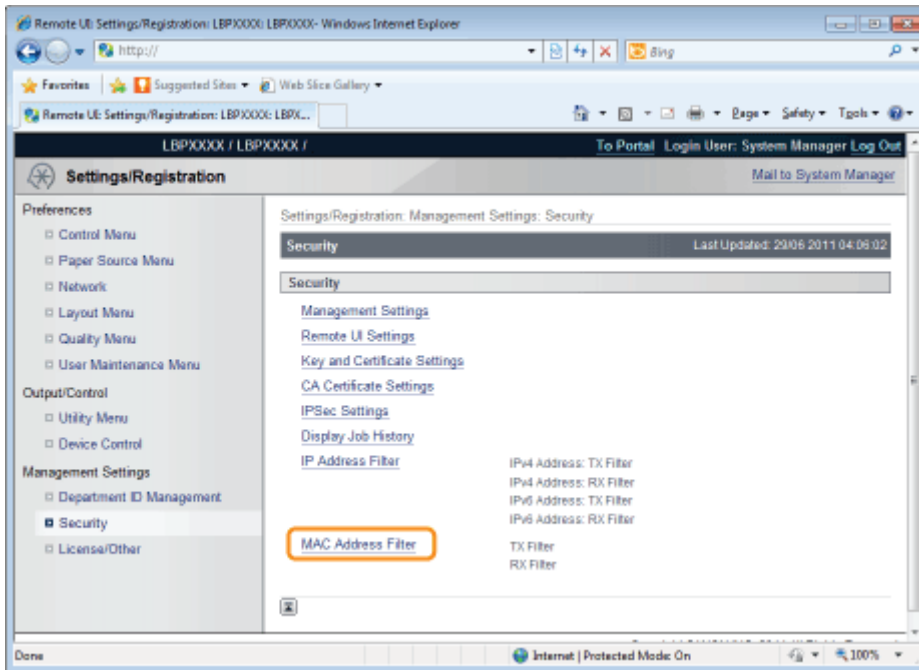 Remote UI: Settings/Registration: LBPXXXX: LBPXXXX- Windows Internet Explorer
http://
Bing
Favorites Suggested Sites Web Slice Gallery
Remote UI: Settings/Registration: LBPXXXX: LBPX...
Page Safety Tools
LBPXXXX / LBPXXXX /
To Portal Login User: System Manager Log Out
Settings/Registration
Mail to System Manager
Preferences
Control Menu
Paper Source Menu
Network
Layout Menu
Quality Menu
User Maintenance Menu
Output/Control
Utility Menu
Device Control
Management Settings
Department ID Management
Security
License/Other
Settings/Registration: Management Settings: Security
Security
Last Updated: 29/06 2011 04:06:02
Security
Management Settings
Remote UI Settings
Key and Certificate Settings
CA Certificate Settings
IPSec Settings
Display Job History
IP Address Filter
IPv4 Address: TX Filter
IPv4 Address: RX Filter
IPv6 Address: TX Filter
IPv6 Address: RX Filter
MAC Address Filter
TX Filter
RX Filter
Done
Internet | Protected Mode: On
100%